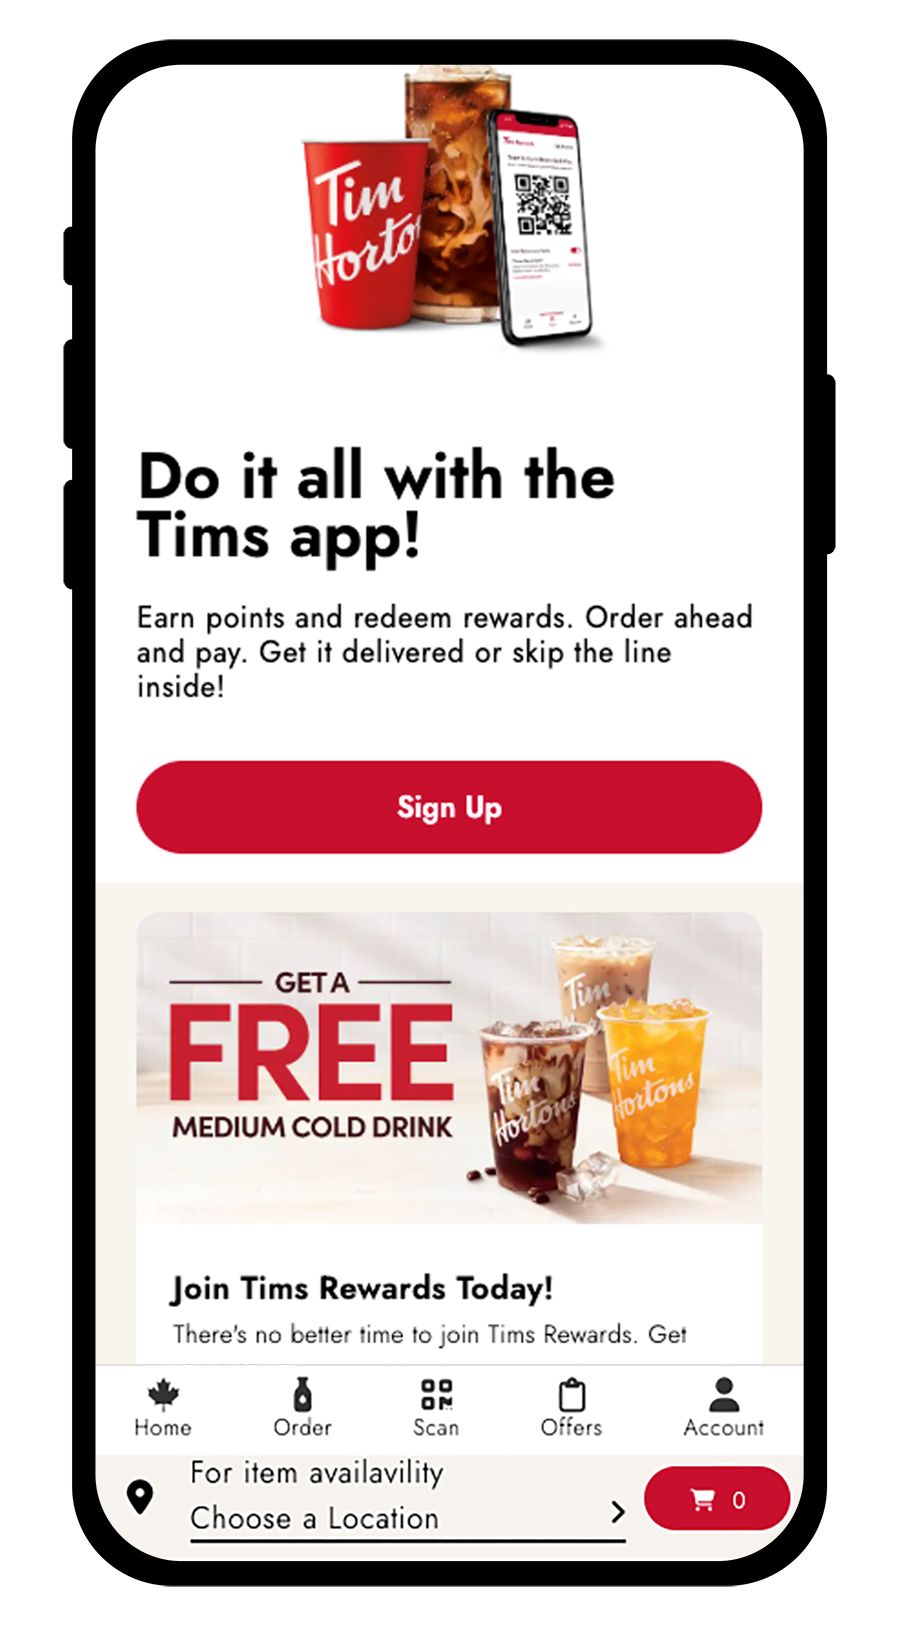 Tim
Horto
Do it all with the
Tims app!
Earn points and redeem rewards. Order ahead
and pay. Get it delivered or skip the line
inside!
Sign Up
GET A
FREE
MEDIUM COLD DRINK
Tim
Tim
Hortons
Tim
Hortons
Join Tims Rewards Today!
There's no better time to join Tims Rewards. Get
Home Order Scan Offers Account
For item availavility
Choose a Location
0